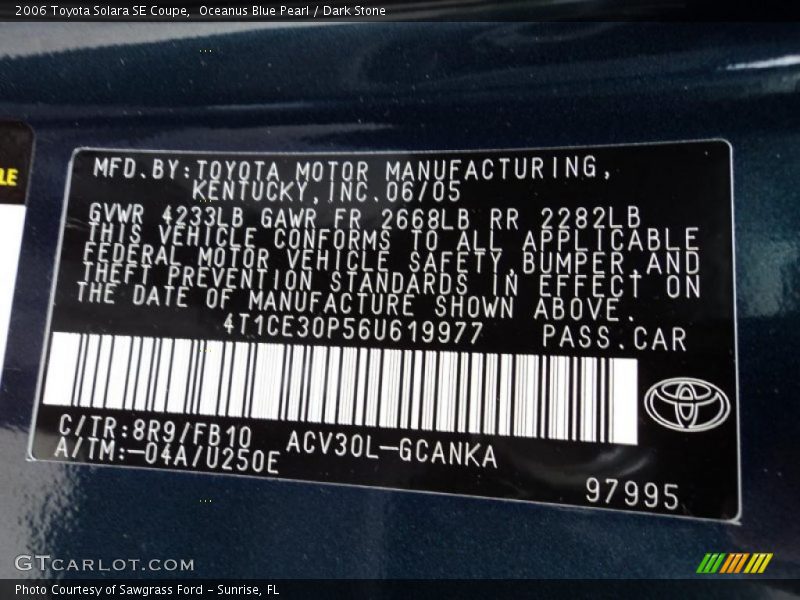 2006 Toyota Solara SE Coupe, Oceanus Blue Pearl / Dark Stone
LE
MFD.BY:TOYOTA MOTOR MANUFACTURING,
KENTUCKY,INC.06/05
GVWR 4233LB GAWR FR 2668LB RR 2282LB
THIS VEHICLE CONFORMS TO ALL APPLICABLE
FEDERAL MOTOR VEHICLE SAFETY,BUMPER,AND
THEFT PREVENTION STANDARDS IN EFFECT ON
THE DATE OF MANUFACTURE SHOWN ABOVE.
4T1CE30P56U619977 PASS.CAR
C/TR:8R9/FB10 ACV30L-GCANKA
A/TM:-04A/U250E
97995
GTCARLOT.COM
Photo Courtesy of Sawgrass Ford - Sunrise, FL